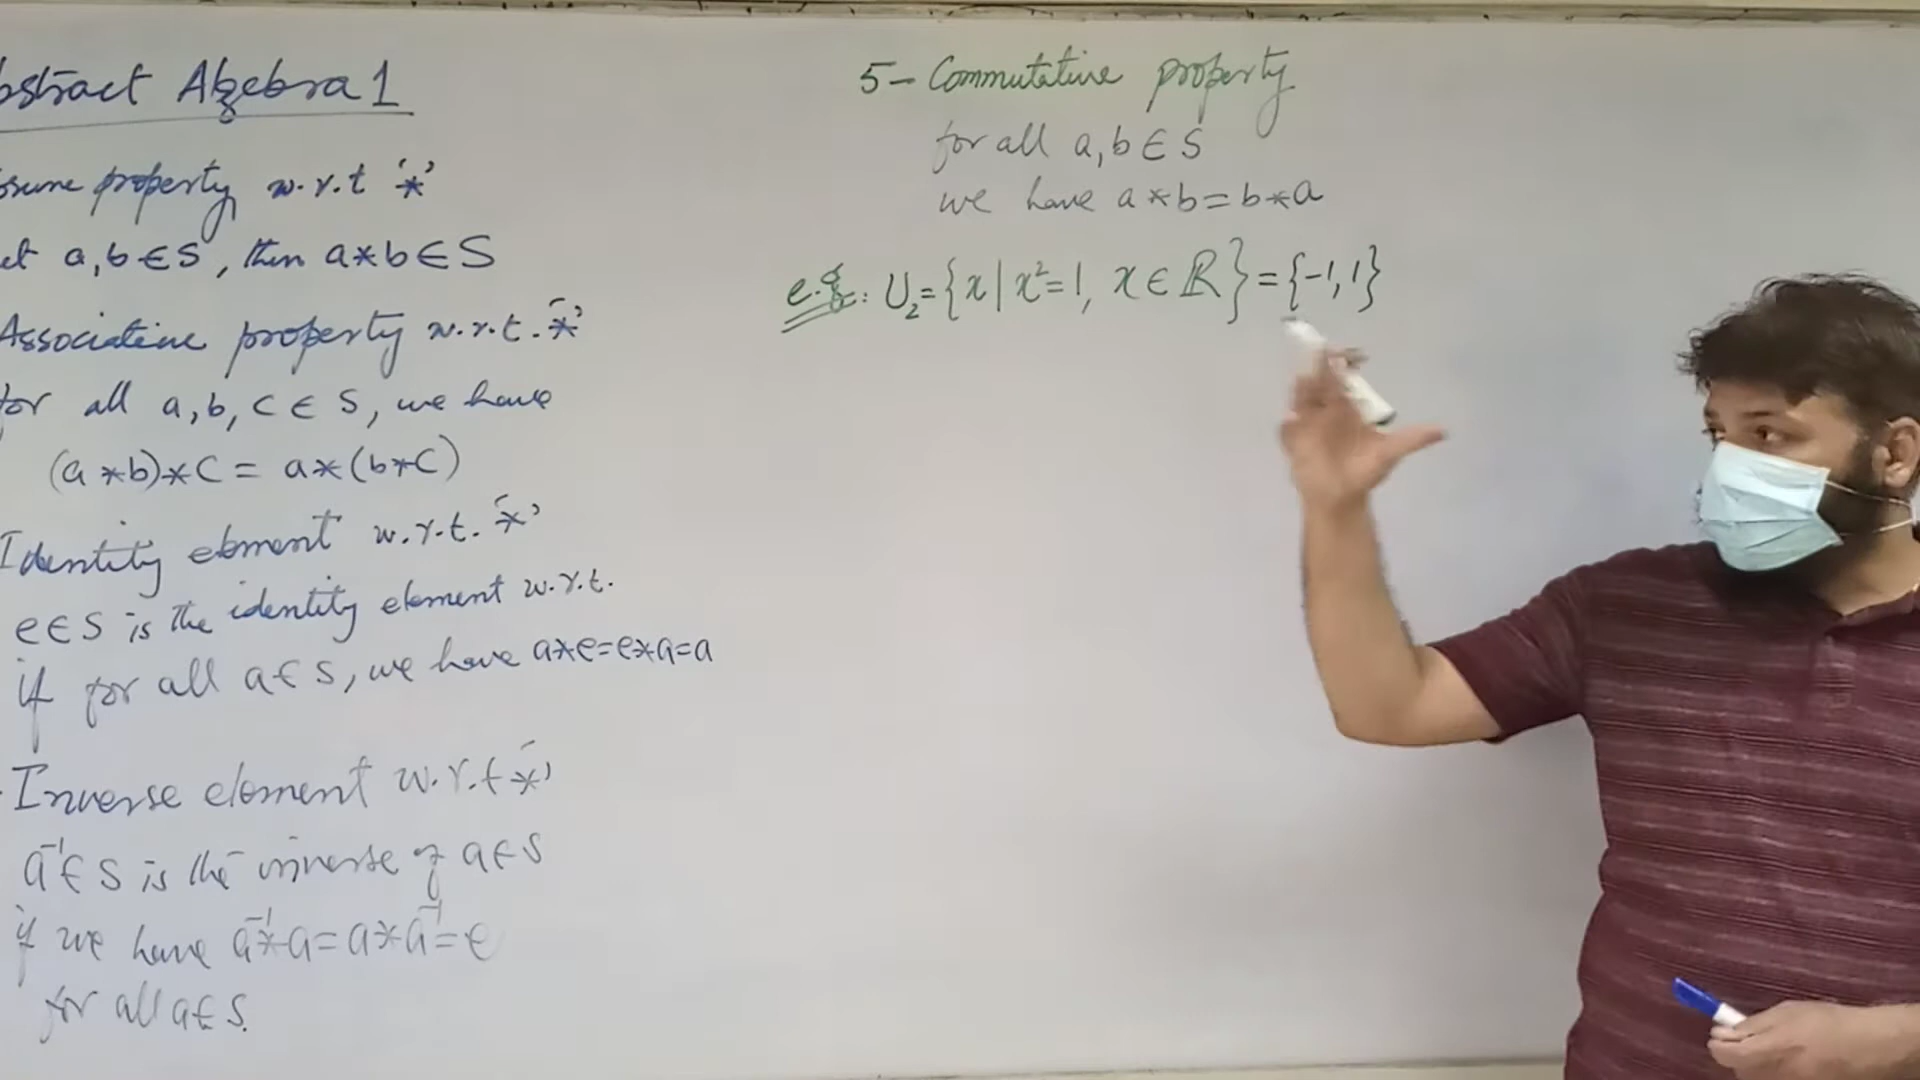 bstract Algebra 1
osure property w.r.t '*'
et a, b ∈ S, then a*b ∈ S
Associative property w.r.t. '*'
for all a, b, c ∈ S, we have
(a*b)*c = a*(b*c)
Identity element w.r.t. '*'
e ∈ S is the identity element w.r.t.
if for all a ∈ S, we have a*e=e*a=a
Inverse element w.r.t '*'
a⁻¹ ∈ S is the inverse of a ∈ S
if we have a⁻¹*a=a*a⁻¹=e
for all a ∈ S.
5- Commutative property
for all a, b ∈ S
we have a*b=b*a
e.g.: U₂={x|x²=1, x ∈ ℝ}={-1,1}